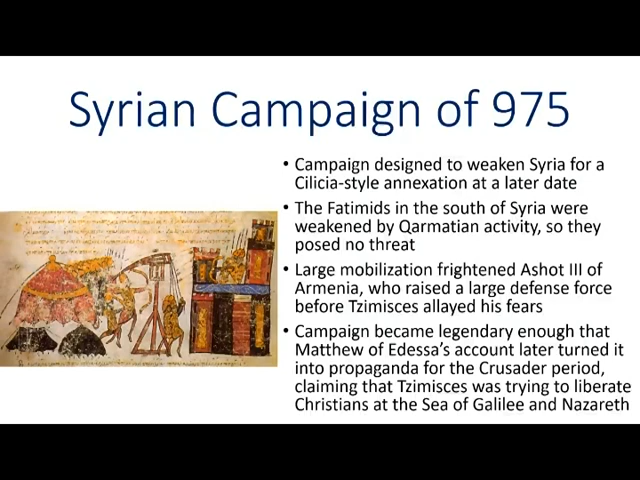 Syrian Campaign of 975
• Campaign designed to weaken Syria for a
Cilicia-style annexation at a later date
• The Fatimids in the south of Syria were
weakened by Qarmatian activity, so they
posed no threat
• Large mobilization frightened Ashot III of
Armenia, who raised a large defense force
before Tzimisces allayed his fears
• Campaign became legendary enough that
Matthew of Edessa's account later turned it
into propaganda for the Crusader period,
claiming that Tzimisces was trying to liberate
Christians at the Sea of Galilee and Nazareth